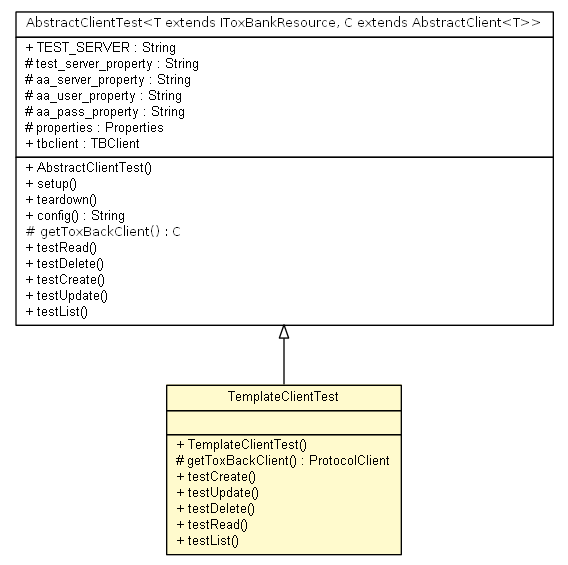 AbstractClientTest<T extends IToxBankResource, C extends AbstractClient<T>>
+ TEST_SERVER : String
# test_server_property : String
# aa_server_property : String
# aa_user_property : String
# aa_pass_property : String
# properties : Properties
+ tbclient : TBClient
+ AbstractClientTest()
+ setup()
+ teardown()
+ config() : String
# getToxBackClient() : C
+ testRead()
+ testDelete()
+ testCreate()
+ testUpdate()
+ testList()
TemplateClientTest
+ TemplateClientTest()
# getToxBackClient() : ProtocolClient
+ testCreate()
+ testUpdate()
+ testDelete()
+ testRead()
+ testList()